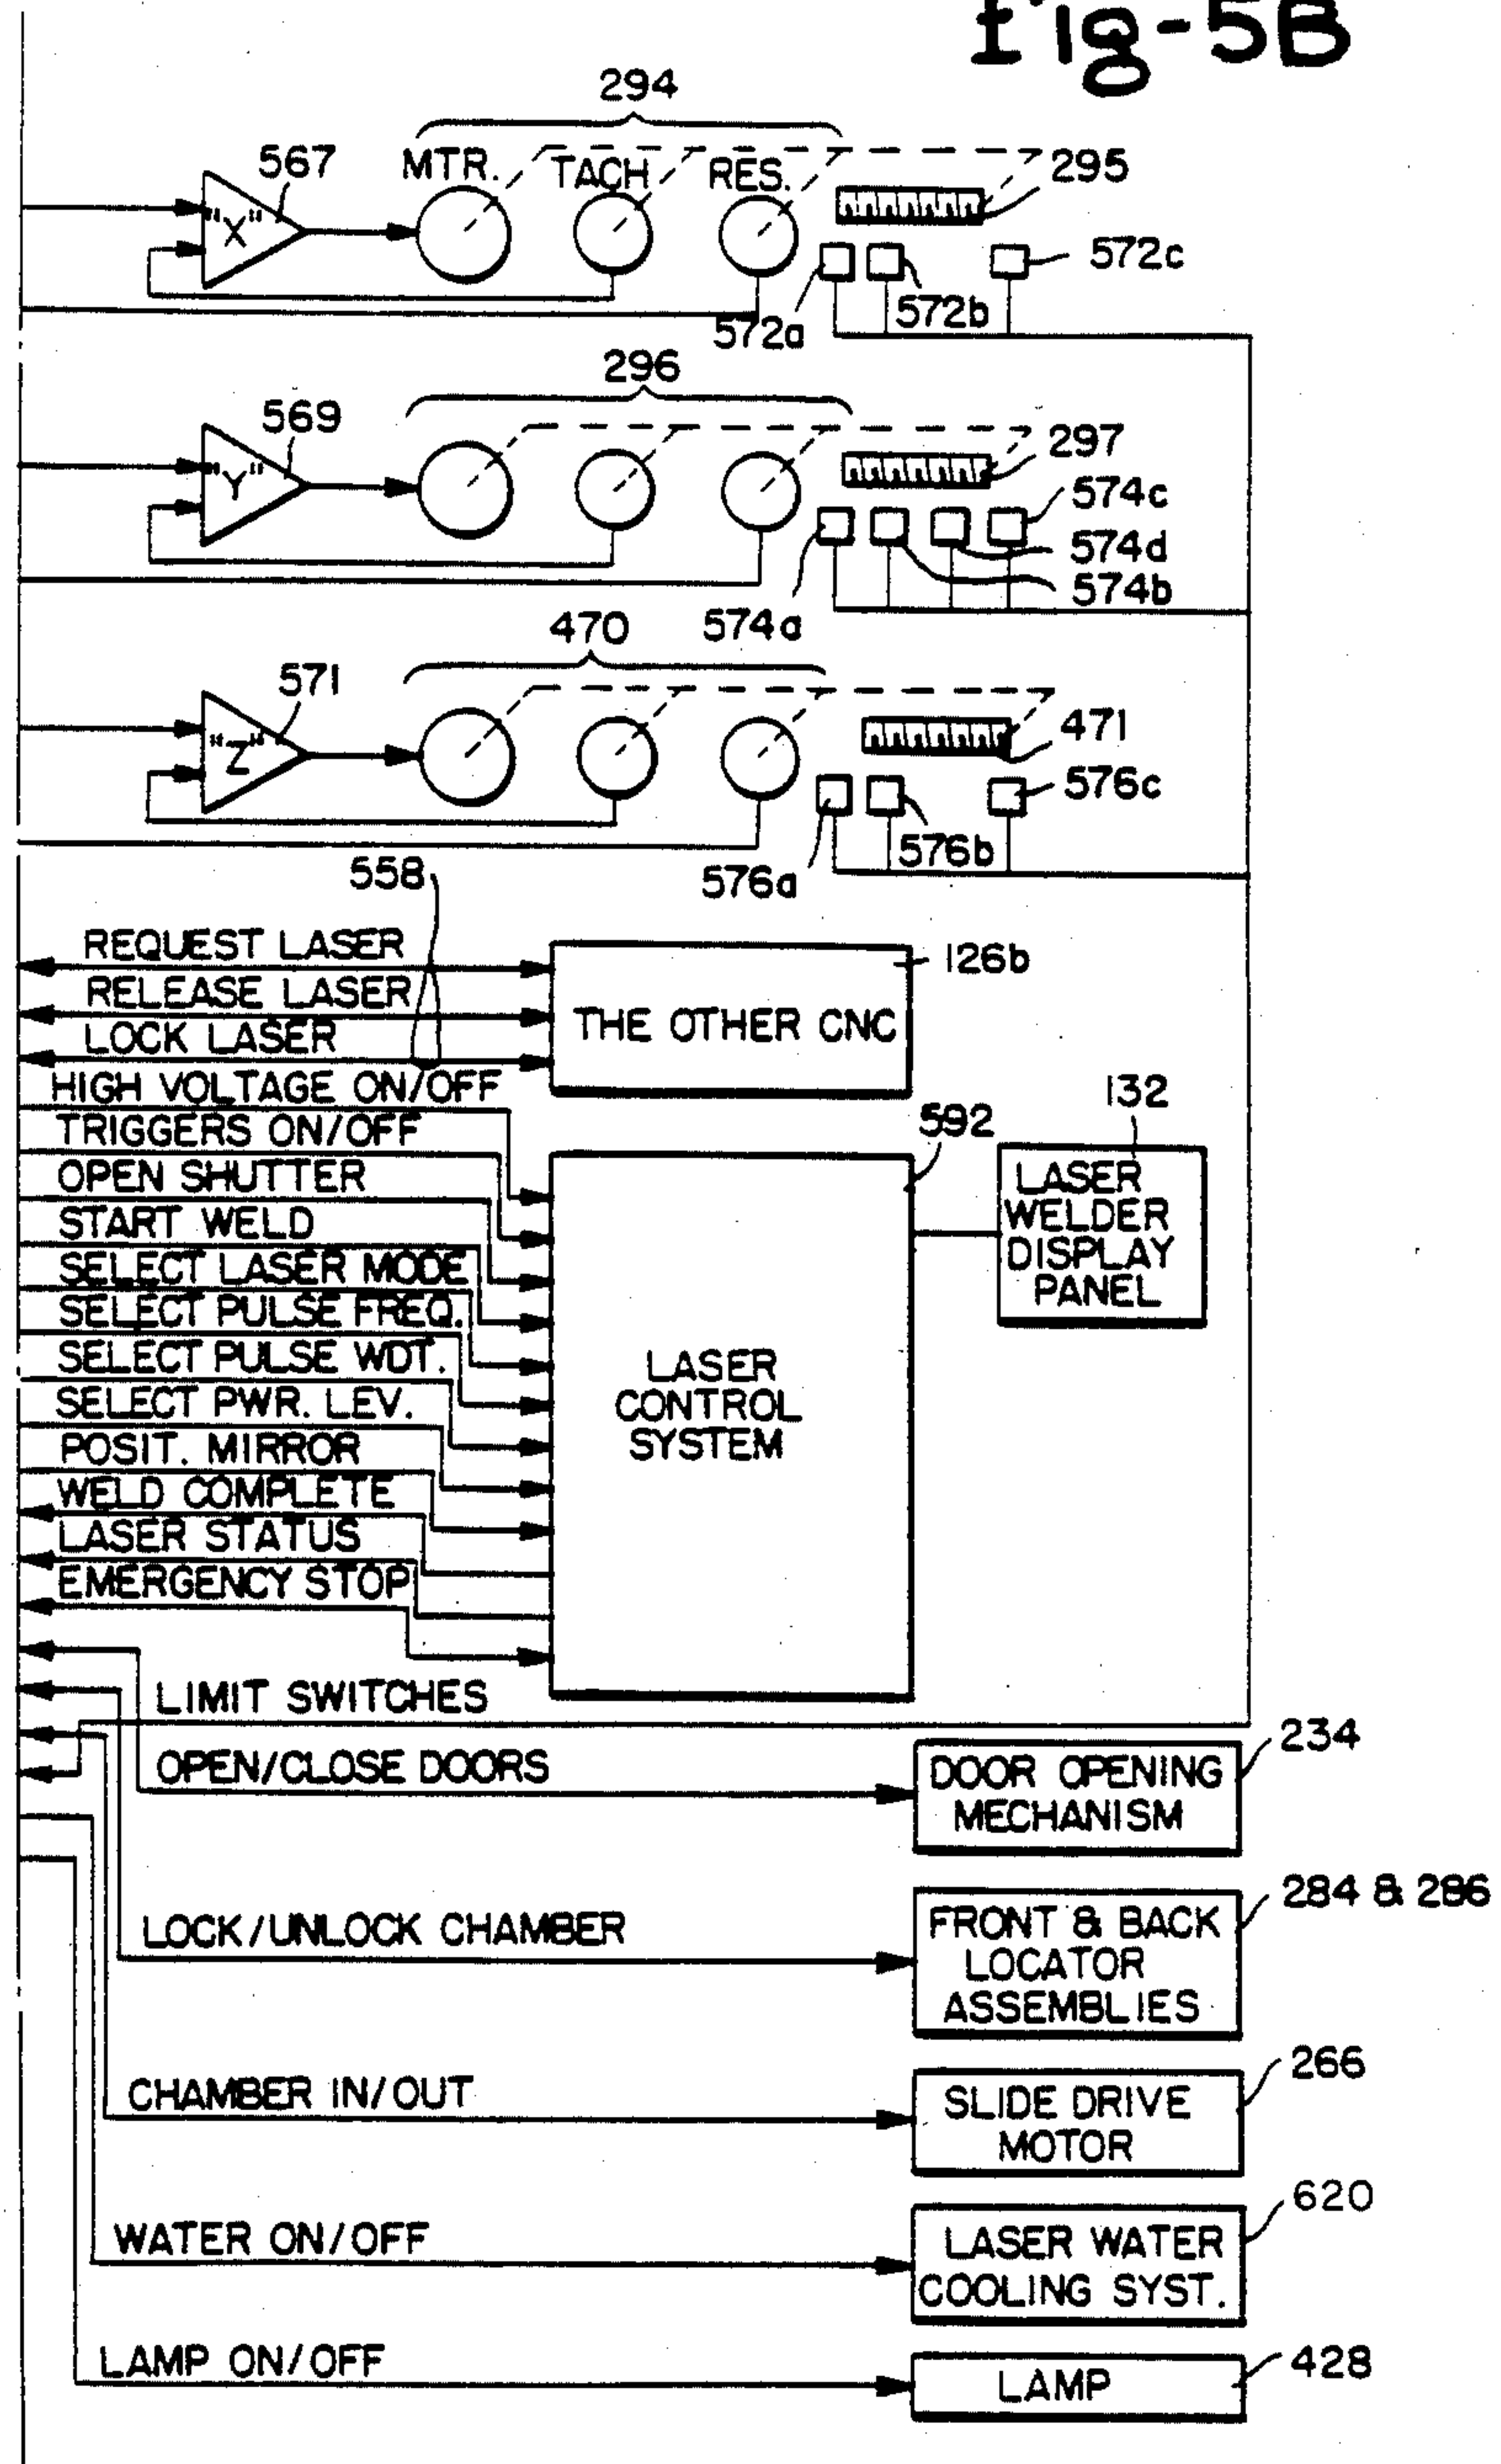 Fig-5B
294
567
MTR.
TACH
RES.
295
"X"
572c
572b
572a
296
569
297
"Y"
574c
574d
574b
574a
470
571
471
"Z"
576c
576b
576a
558
REQUEST LASER
126b
RELEASE LASER
THE OTHER CNC
LOCK LASER
HIGH VOLTAGE ON/OFF
132
TRIGGERS ON/OFF
592
OPEN SHUTTER
LASER
WELDER
DISPLAY
PANEL
START WELD
SELECT LASER MODE
SELECT PULSE FREQ.
SELECT PULSE WDT.
LASER
CONTROL
SYSTEM
SELECT PWR. LEV.
POSIT. MIRROR
WELD COMPLETE
LASER STATUS
EMERGENCY STOP
LIMIT SWITCHES
234
OPEN/CLOSE DOORS
DOOR OPENING
MECHANISM
284 & 286
LOCK/UNLOCK CHAMBER
FRONT & BACK
LOCATOR
ASSEMBLIES
266
CHAMBER IN/OUT
SLIDE DRIVE
MOTOR
620
WATER ON/OFF
LASER WATER
COOLING SYST.
LAMP ON/OFF
428
LAMP